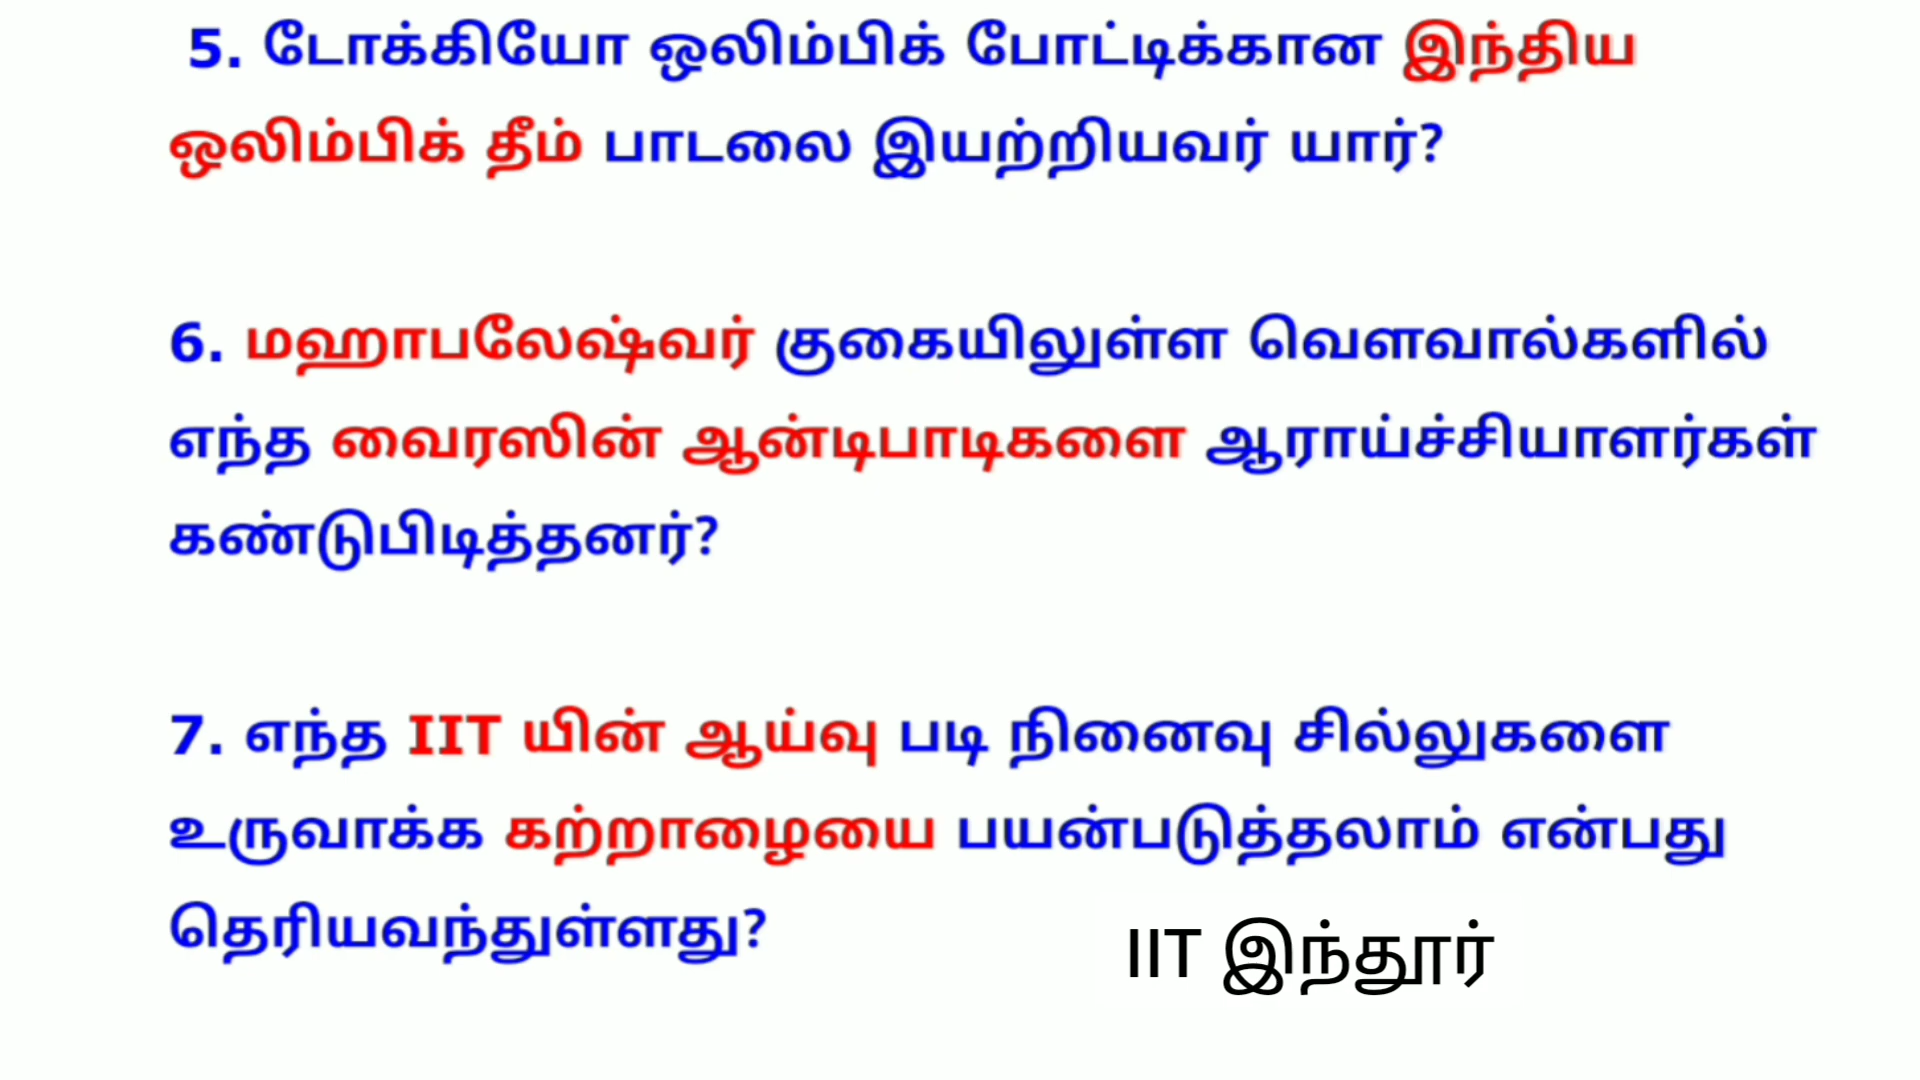 5. டோக்கியோ ஒலிம்பிக் போட்டிக்கான இந்திய
ஒலிம்பிக் தீம் பாடலை இயற்றியவர் யார்?
6. மஹாபலேஷ்வர் குகையிலுள்ள வௌவால்களில்
எந்த வைரஸின் ஆன்டிபாடிகளை ஆராய்ச்சியாளர்கள்
கண்டுபிடித்தனர்?
7. எந்த IIT யின் ஆய்வு படி நினைவு சில்லுகளை
உருவாக்க கற்றாழையை பயன்படுத்தலாம் என்பது
தெரியவந்துள்ளது?
IIT இந்தூர்